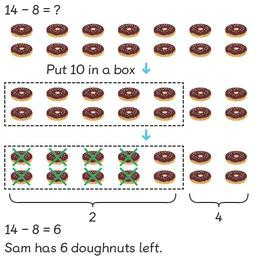 14 – 8 = ?
Put 10 in a box
2
4
14 – 8 = 6
Sam has 6 doughnuts left.